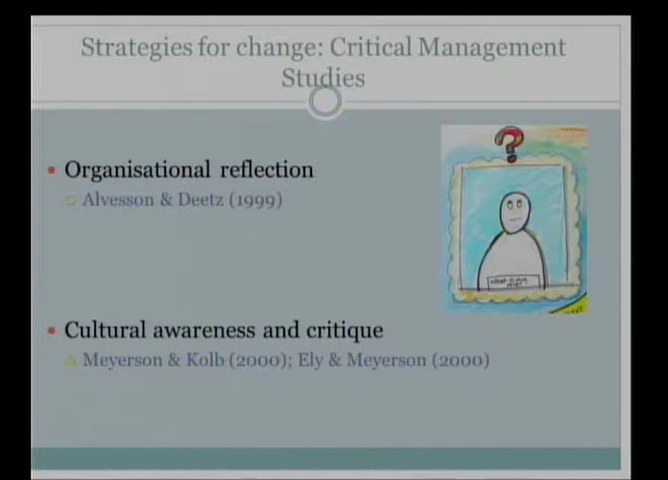 Strategies for change: Critical Management
Studies
Organisational reflection
Alvesson & Deetz (1999)
?
Cultural awareness and critique
Meyerson & Kolb (2000); Ely & Meyerson (2000)